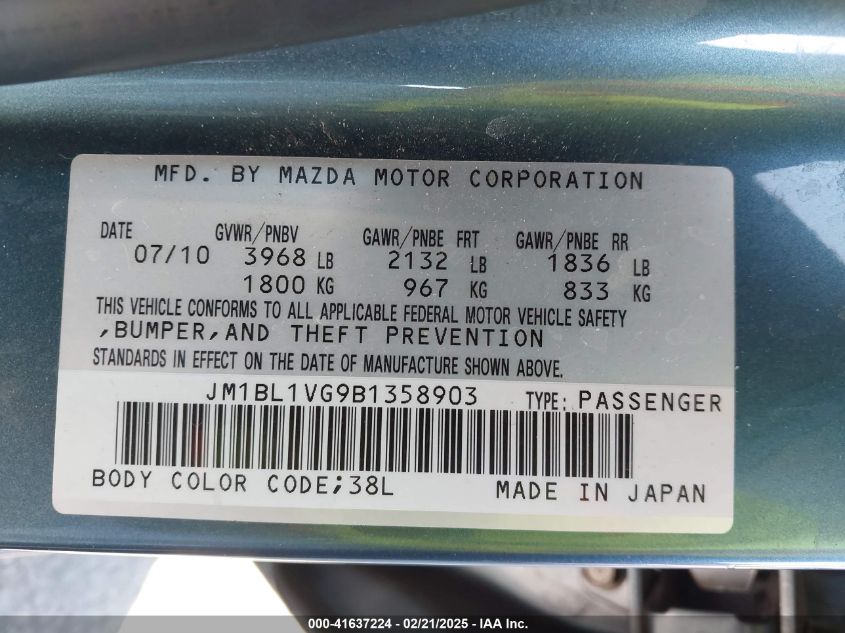 MFD. BY MAZDA MOTOR CORPORATION
DATE GVWR/PNBV GAWR/PNBE FRT GAWR/PNBE RR
07/10 3968 LB 2132 LB 1836 LB
1800 KG 967 KG 833 KG
THIS VEHICLE CONFORMS TO ALL APPLICABLE FEDERAL MOTOR VEHICLE SAFETY
,BUMPER,AND THEFT PREVENTION
STANDARDS IN EFFECT ON THE DATE OF MANUFACTURE SHOWN ABOVE.
JM1BL1VG9B1358903 TYPE: PASSENGER
BODY COLOR CODE;38L MADE IN JAPAN
000-41637224 - 02/21/2025 - IAA Inc.